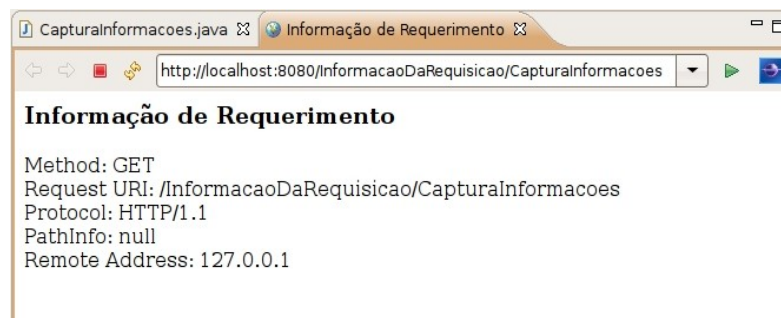 CapturaInformacoes.java
Informação de Requerimento
http://localhost:8080/InformacaoDaRequisicao/CapturaInformacoes
Informação de Requerimento
Method: GET
Request URI: /InformacaoDaRequisicao/CapturaInformacoes
Protocol: HTTP/1.1
PathInfo: null
Remote Address: 127.0.0.1